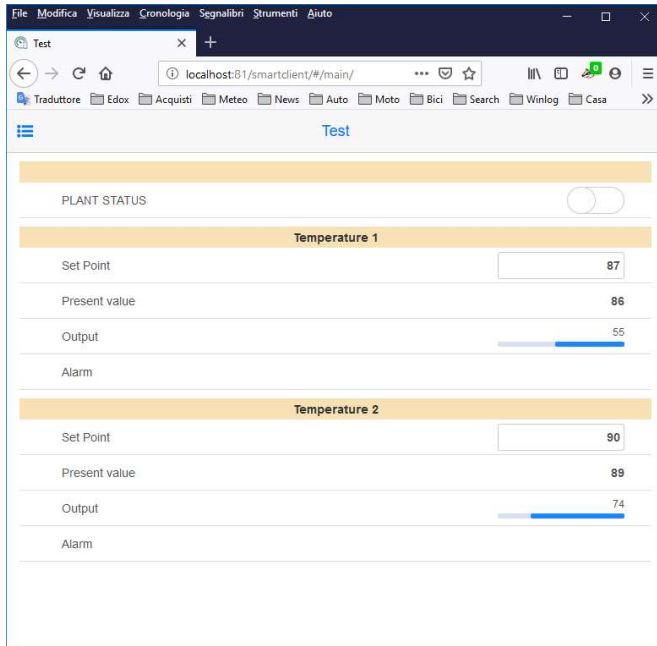 File Modifica Visualizza Cronologia Segnalibri Strumenti Aiuto
Test
localhost:81/smartclient/#/main/
0
Traduttore Edox Acquisti Meteo News Auto Moto Bici Search Winlog Casa
Test
PLANT STATUS
Temperature 1
Set Point 87
Present value 86
Output 55
Alarm
Temperature 2
Set Point 90
Present value 89
Output 74
Alarm